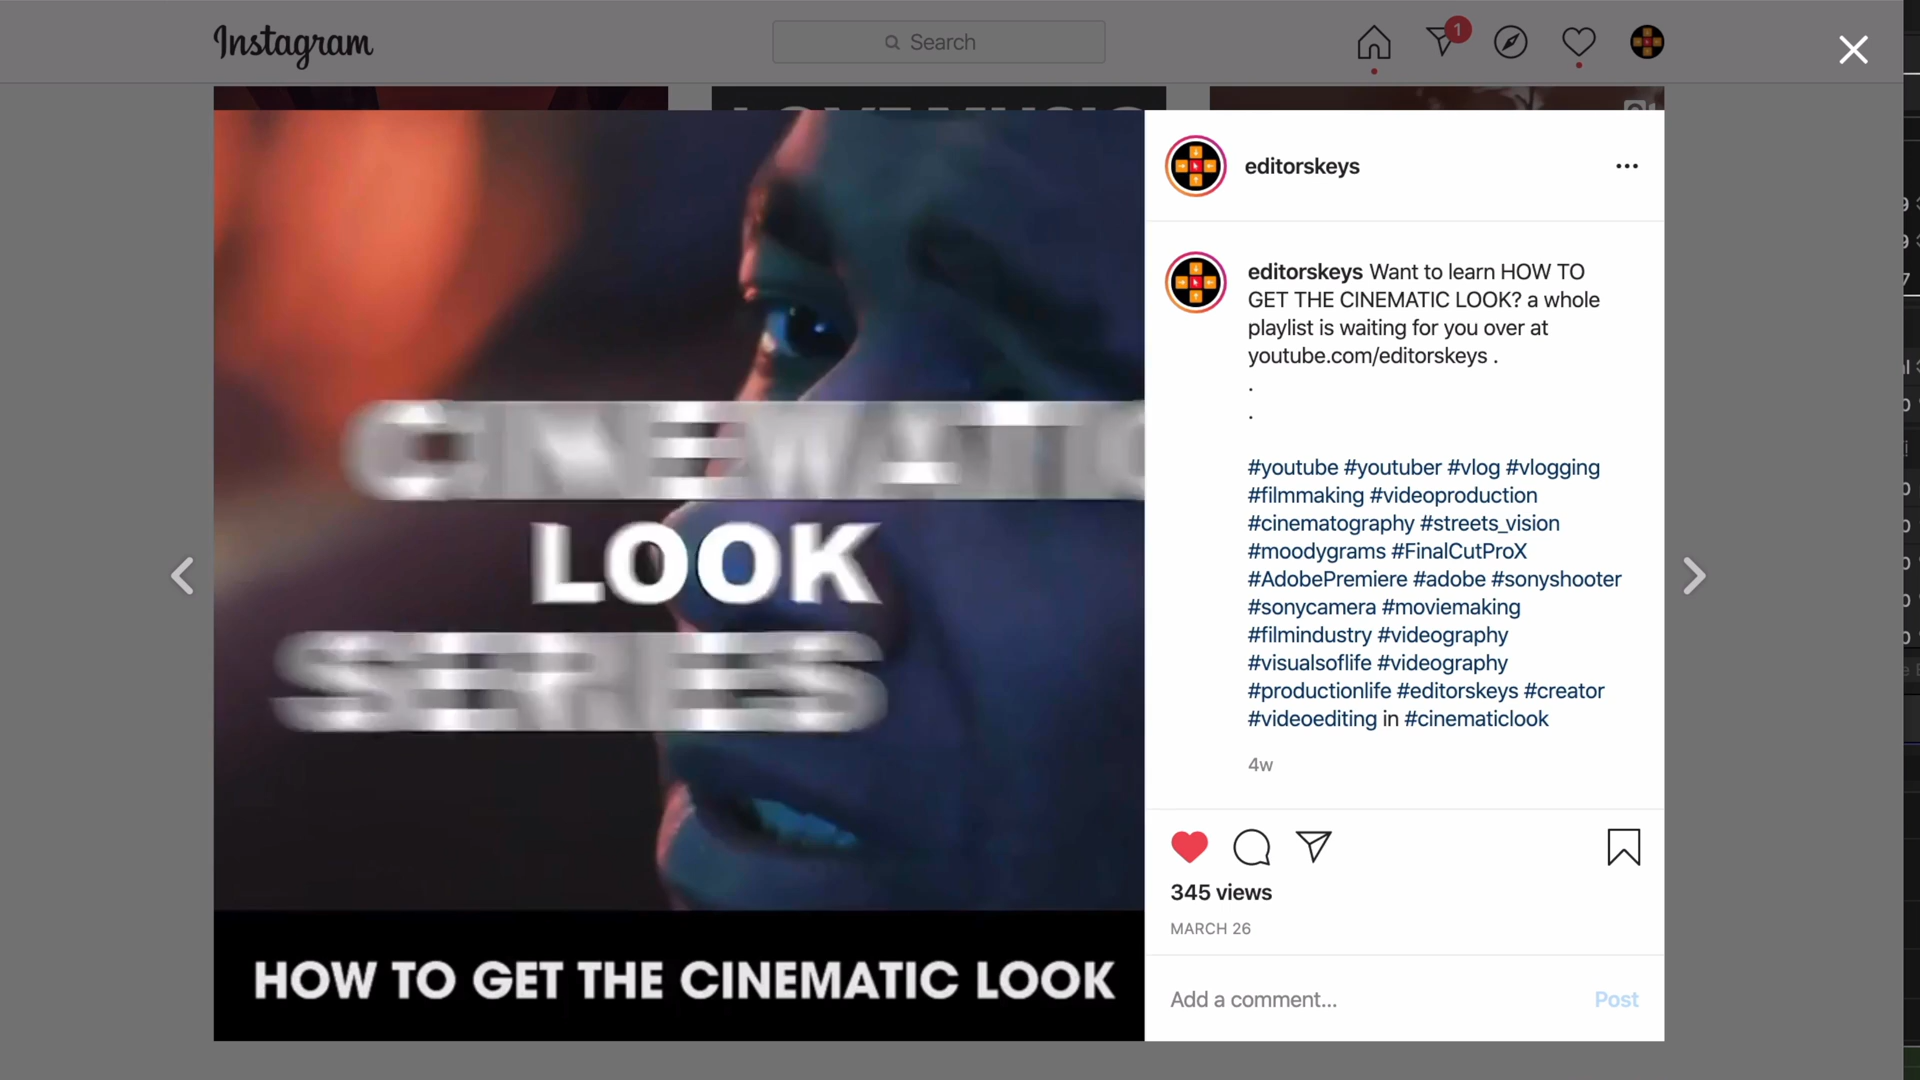 Instagram
Search
1
editorskeys
editorskeys Want to learn HOW TO
GET THE CINEMATIC LOOK? a whole
playlist is waiting for you over at
youtube.com/editorskeys .
.
.
#youtube #youtuber #vlog #vlogging
#filmmaking #videoproduction
#cinematography #streets_vision
#moodygrams #FinalCutProX
#AdobePremiere #adobe #sonyshooter
#sonycamera #moviemaking
#filmindustry #videography
#visualsoflife #videography
#productionlife #editorskeys #creator
#videoediting in #cinematiclook
4w
345 views
MARCH 26
Add a comment...
Post
CINEMATIC
LOOK
SERIES
HOW TO GET THE CINEMATIC LOOK